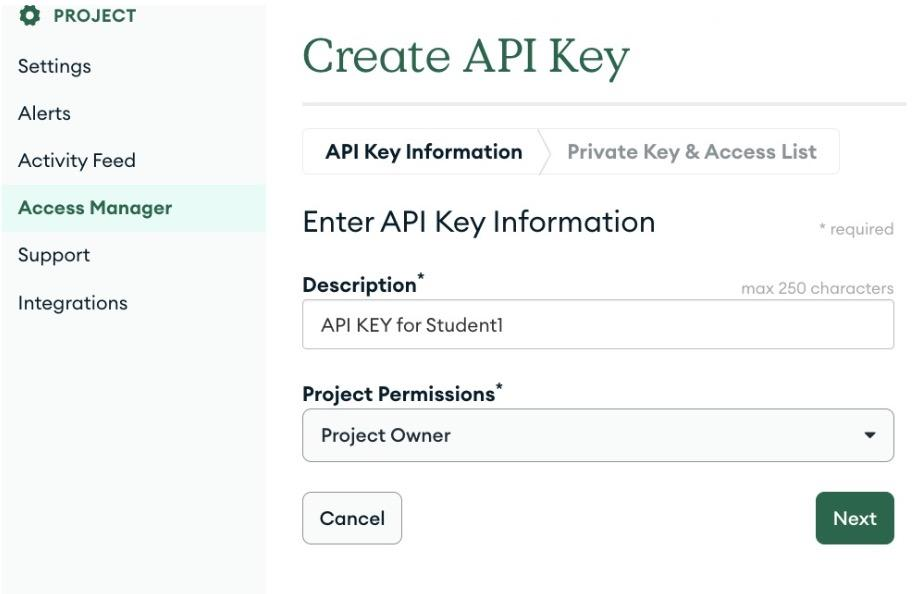 PROJECT
Settings
Alerts
Activity Feed
Access Manager
Support
Integrations
Create API Key
API Key Information
Private Key & Access List
Enter API Key Information
* required
Description*
max 250 characters
API KEY for Student1
Project Permissions*
Project Owner
Cancel
Next